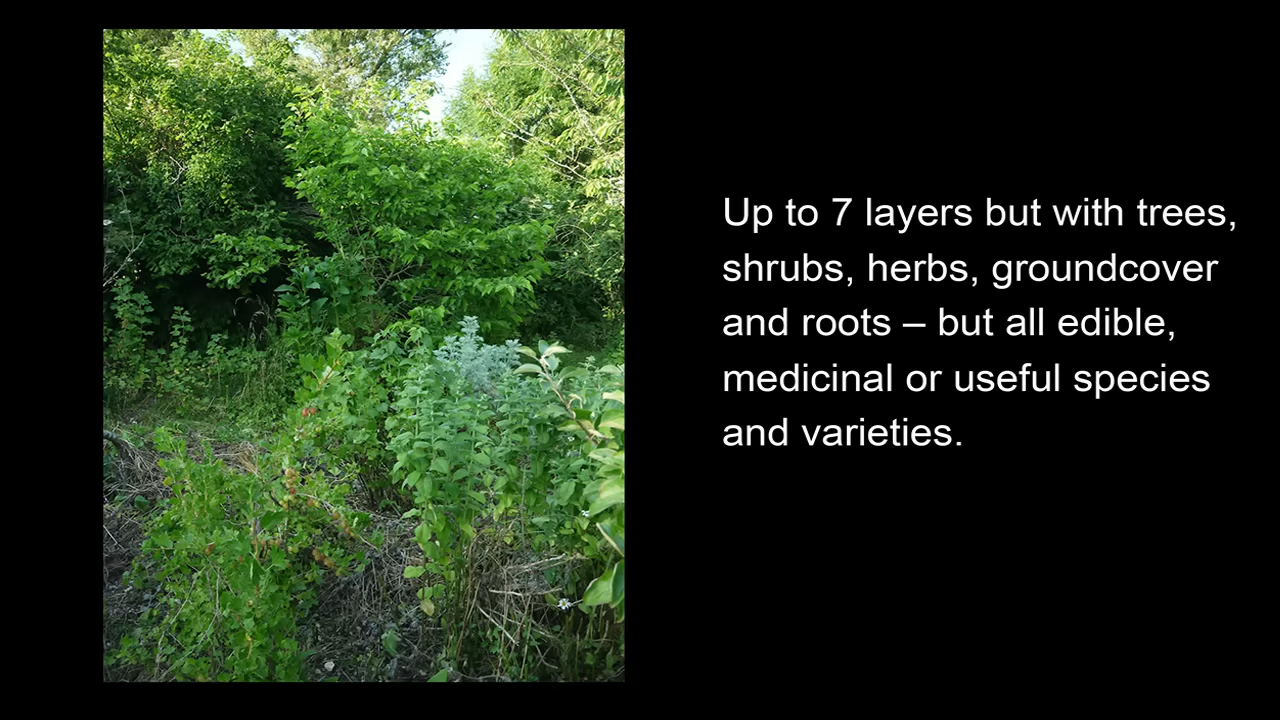 Up to 7 layers but with trees,
shrubs, herbs, groundcover
and roots – but all edible,
medicinal or useful species
and varieties.